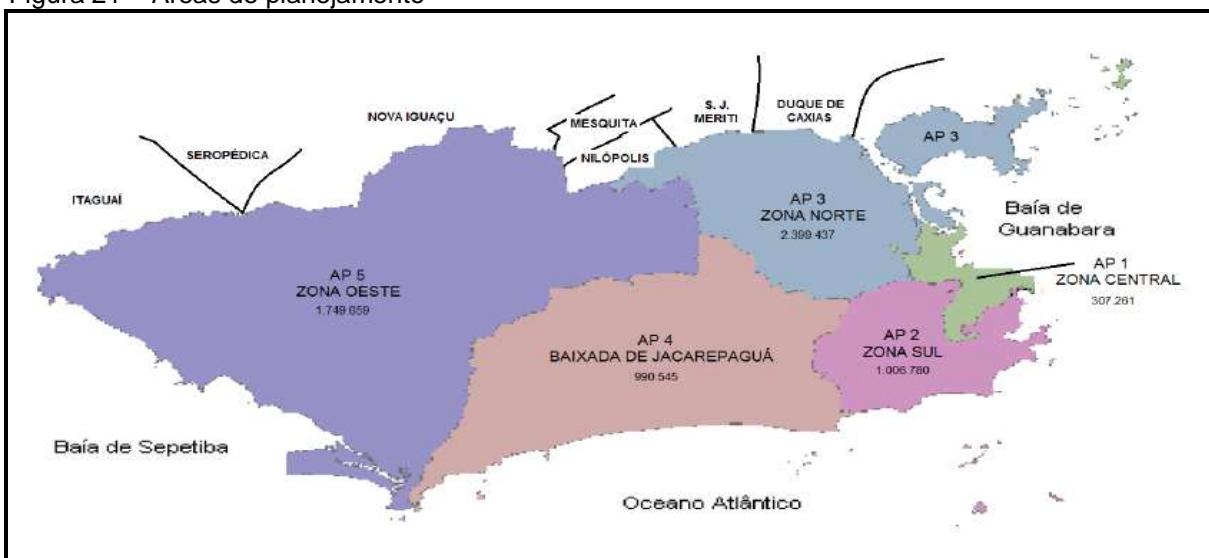 Figura 21 – Áreas de planejamento
NOVA IGUAÇU
MESQUITA
S. J.
MERITI
DUQUE DE
CAXIAS
AP 3
SEROPÉDICA
NILÓPOLIS
ITAGUAÍ
AP 3
ZONA NORTE
2.399.437
Baía de
Guanabara
AP 1
ZONA CENTRAL
307.261
AP 5
ZONA OESTE
1.749.659
AP 4
BAIXADA DE JACAREPAGUÁ
990.545
AP 2
ZONA SUL
1.006.780
Baía de Sepetiba
Oceano Atlântico